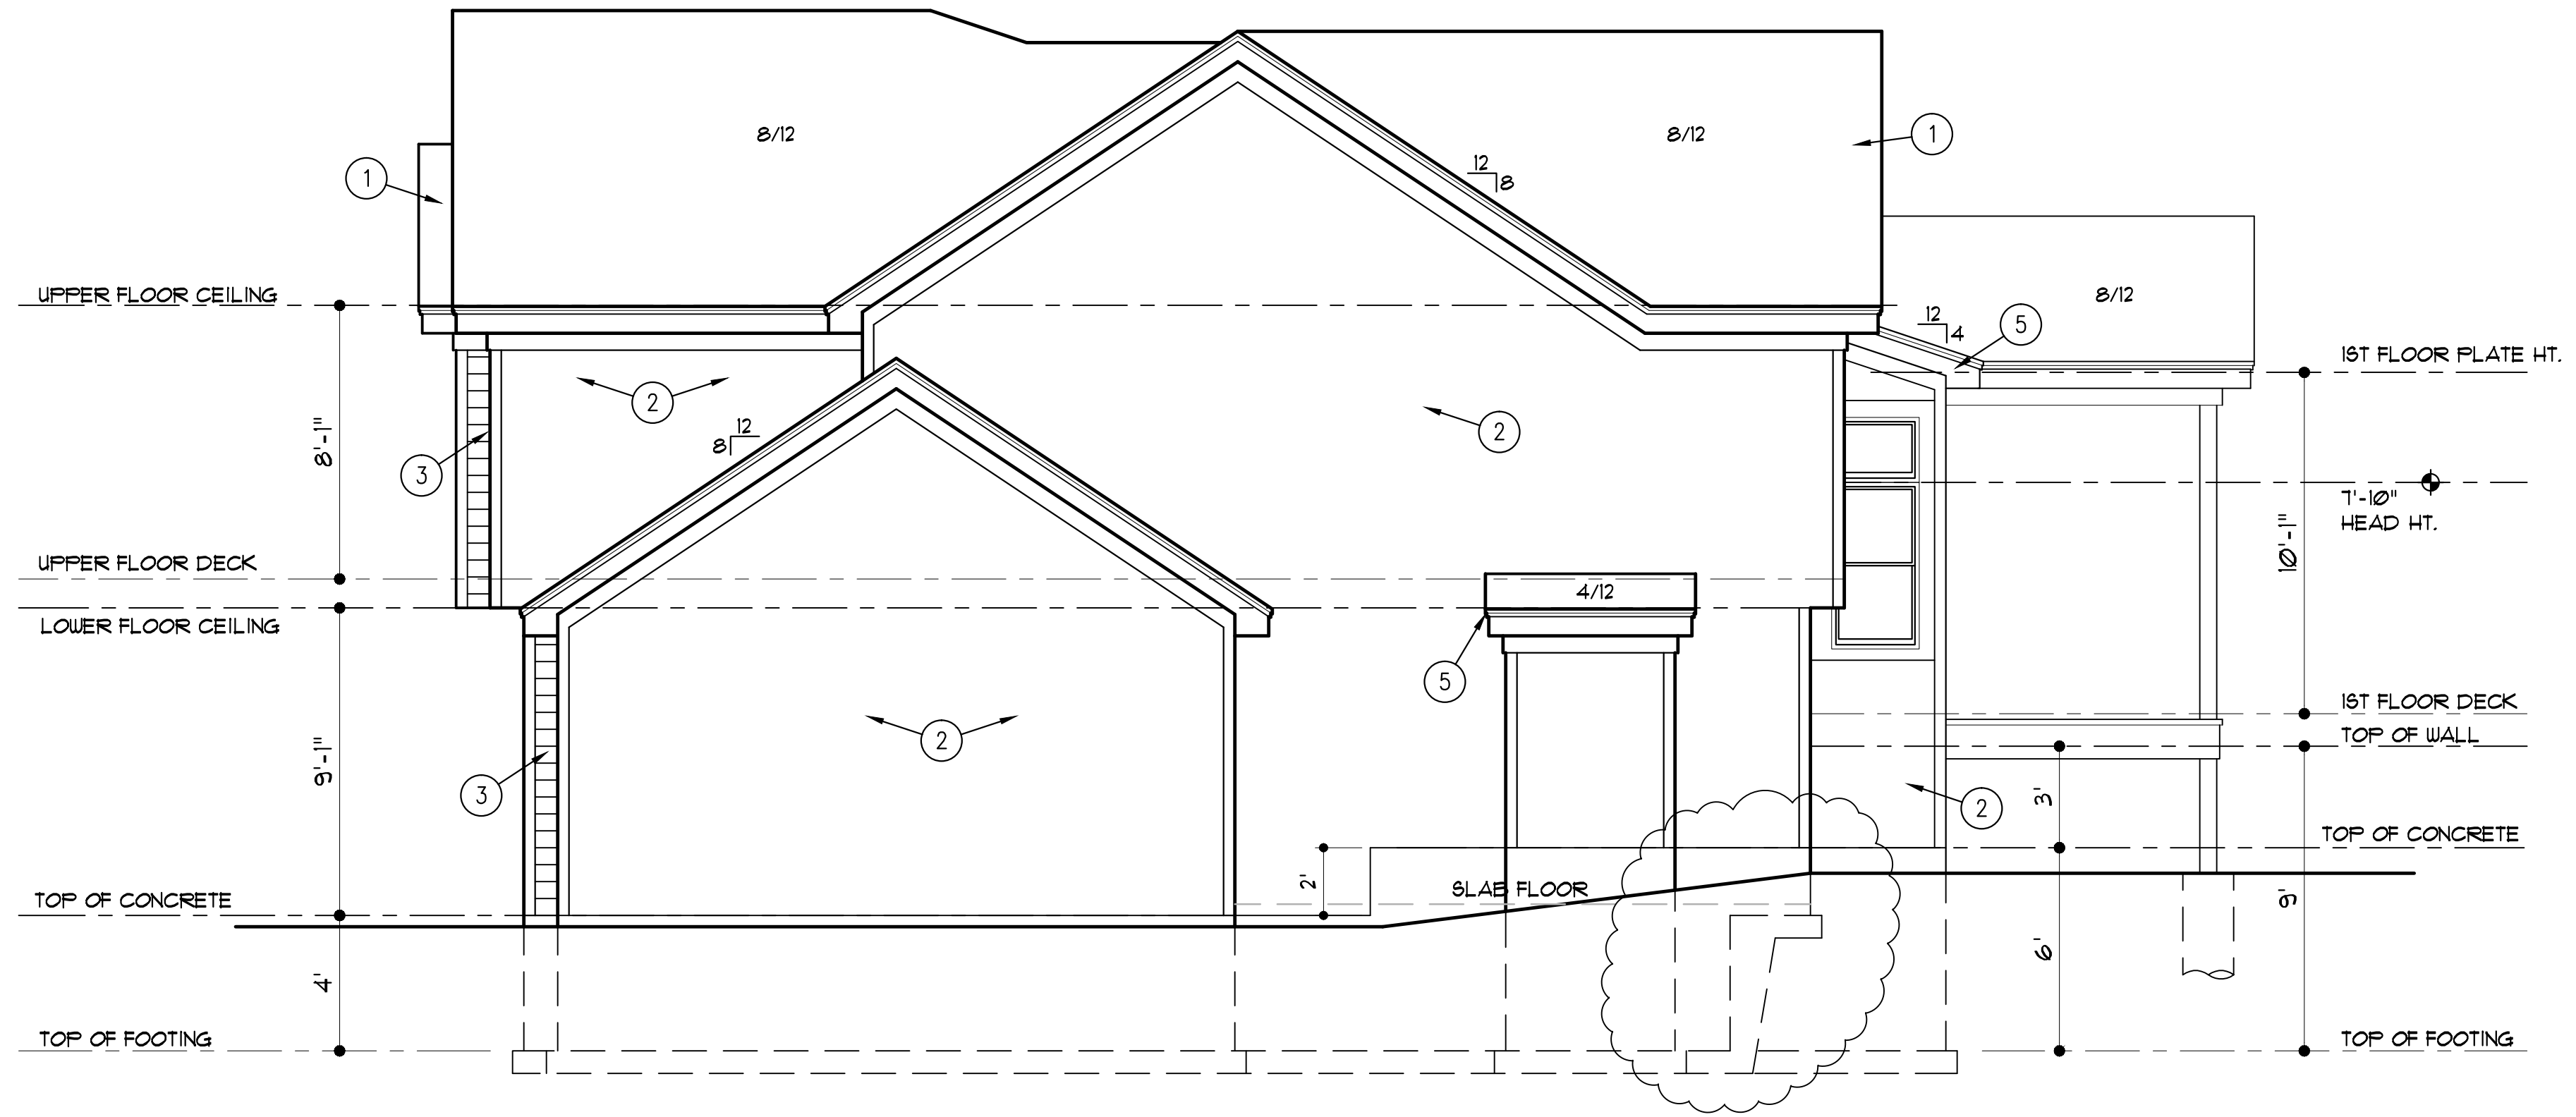 8/12
8/12
1
1
12
8
UPPER FLOOR CEILING
8/12
12
4
5
1ST FLOOR PLATE HT.
2
2
12
8
8'-1"
3
7'-10"
HEAD HT.
10'-1"
UPPER FLOOR DECK
4/12
LOWER FLOOR CEILING
5
1ST FLOOR DECK
TOP OF WALL
2
9'-1"
3
3'
2
TOP OF CONCRETE
2'
SLAB FLOOR
TOP OF CONCRETE
9'
6'
4'
TOP OF FOOTING
TOP OF FOOTING